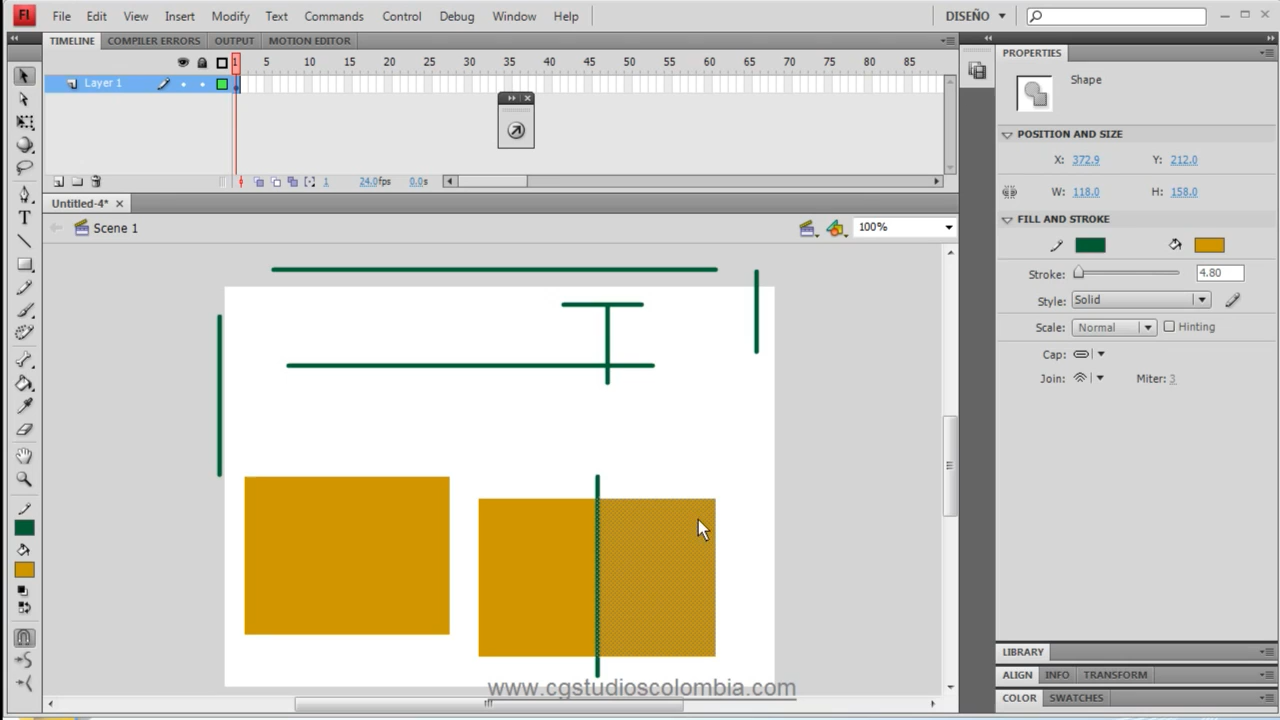 Fl File Edit View Insert Modify Text Commands Control Debug Window Help DISEÑO
TIMELINE COMPILER ERRORS OUTPUT MOTION EDITOR
PROPERTIES
1 10 15 20 25 30 35 40 45 50 55 60 65 70 75 80 85
Layer 1
Shape
POSITION AND SIZE
X: 372.9 Y: 212.0
1 24.0fps 0.0s
W: 118.0 H: 158.0
Untitled-4*
FILL AND STROKE
Scene 1
100%
Stroke: 4.80
Style: Solid
Scale: Normal Hinting
Cap:
Join: Miter: 3
LIBRARY
ALIGN INFO TRANSFORM
www.cgstudioscolombia.com
COLOR SWATCHES